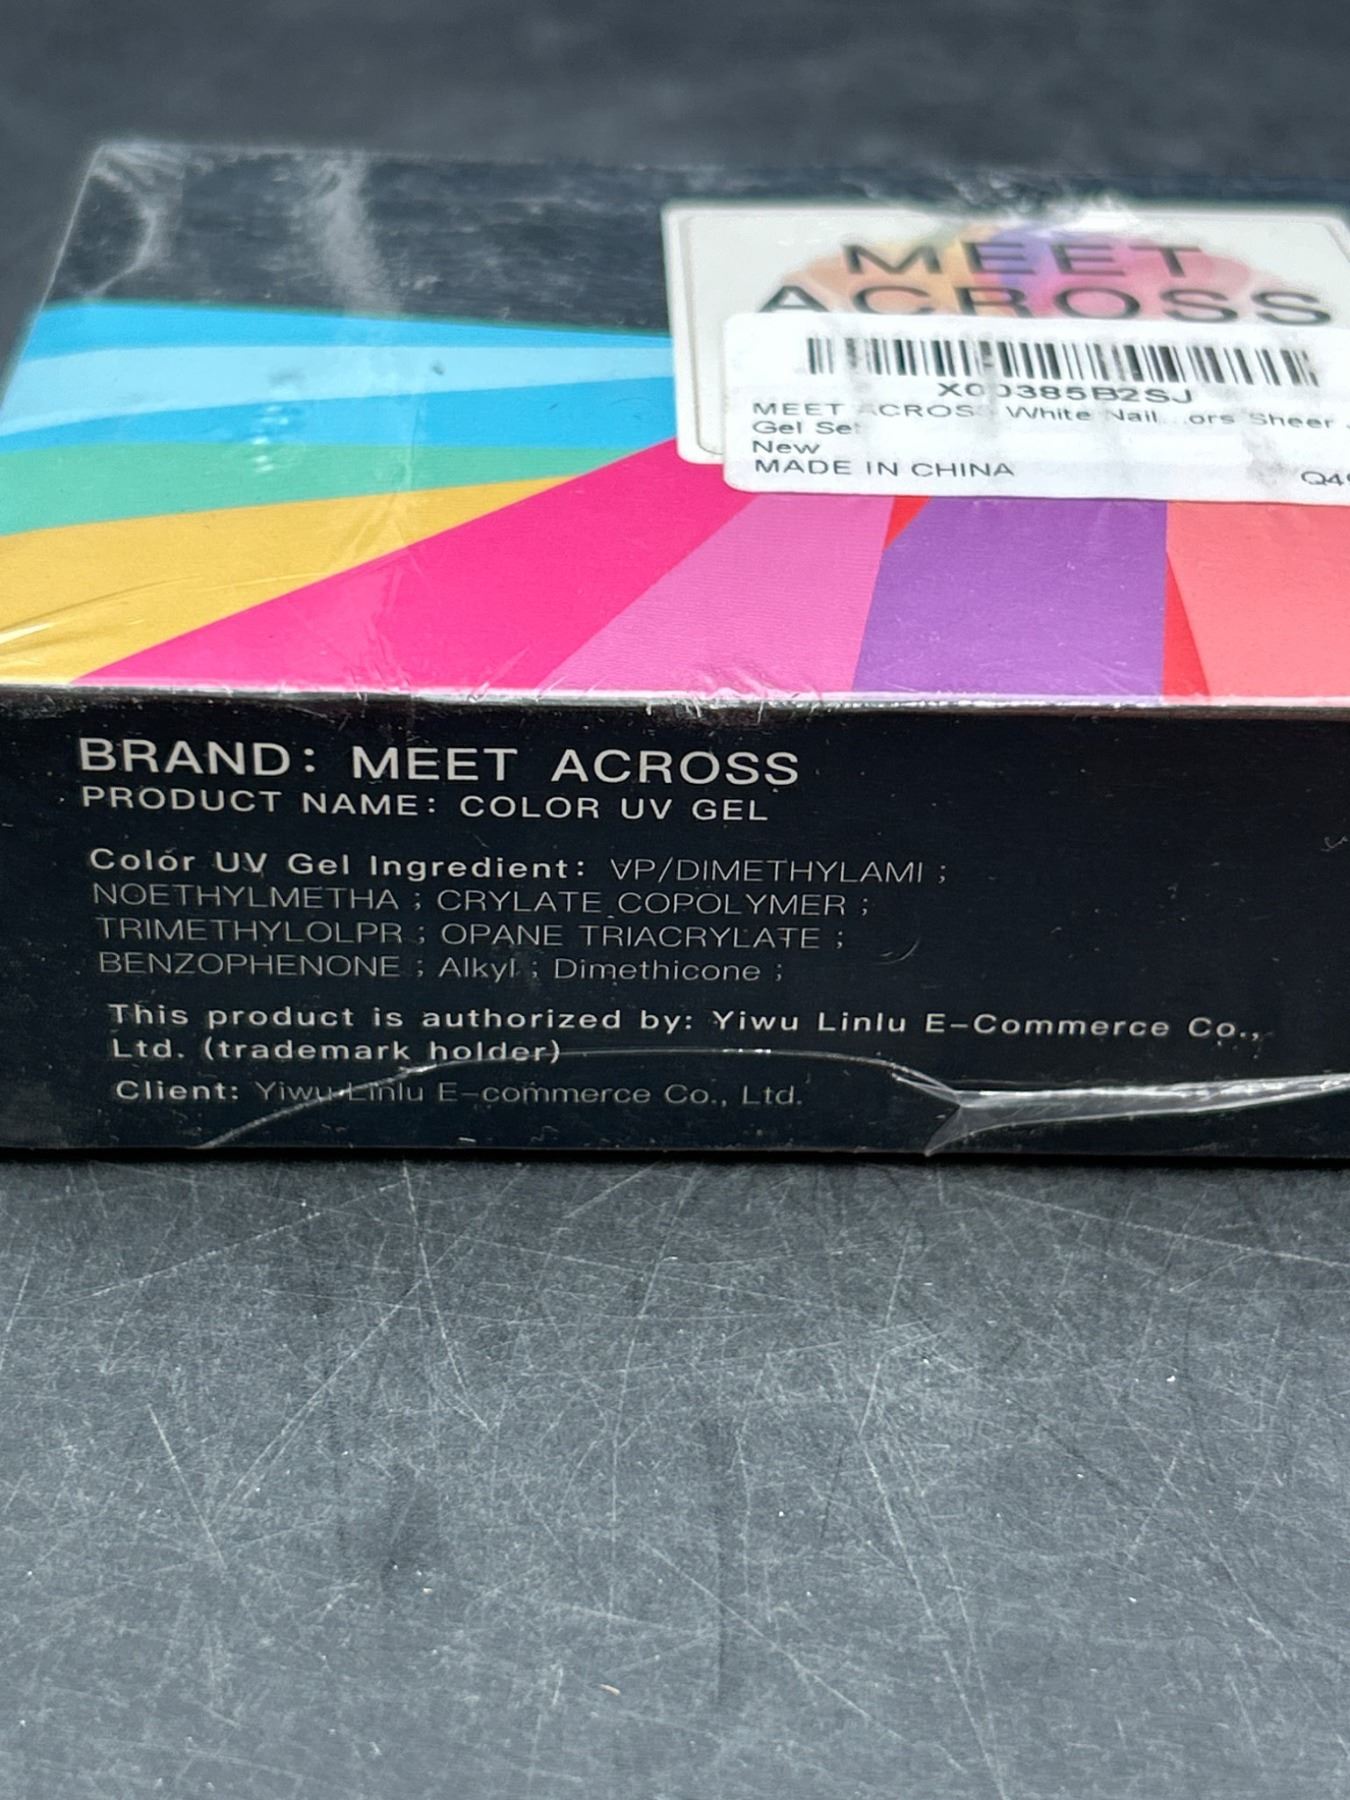 MEET
ACROSS
X00385B2SJ
MEET ACROSS White Nail...ors Sheer
Gel Set
New
MADE IN CHINA
BRAND: MEET ACROSS
PRODUCT NAME: COLOR UV GEL
Color UV Gel Ingredient: VP/DIMETHYLAMI ;
NOETHYLMETHA ; CRYLATE COPOLYMER ;
TRIMETHYLOLPR ; OPANE TRIACRYLATE ;
BENZOPHENONE ; Alkyl ; Dimethicone ;
This product is authorized by: Yiwu Linlu E-Commerce Co.,
Ltd. (trademark holder)
Client: Yiwu Linlu E-commerce Co., Ltd.